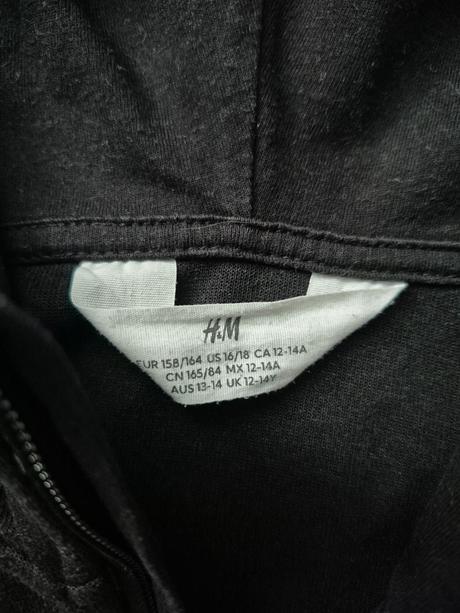 H&M
EUR 158/164 US 16/18 CA 12-14A
CN 165/84 MX 12-14A
AUS 13-14 UK 12-14Y